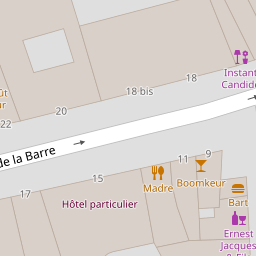 18
Instant
Candide
18 bis
20
22
de la Barre
9
11
Madre
Boomkeur
15
Bart
17
Hôtel particulier
Ernest
Jacques